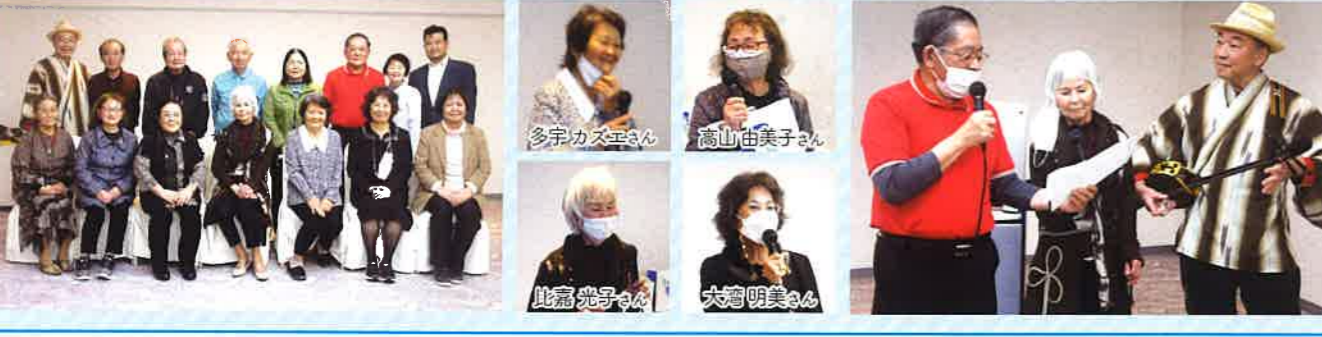 多宇 カズエさん
高山 由美子さん
比嘉 光子さん
大湾 明美さん